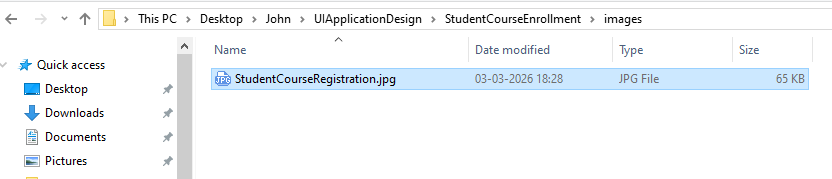 This PC > Desktop > John > UIApplicationDesign > StudentCourseEnrollment > images
Name Date modified Type Size
Quick access
StudentCourseRegistration.jpg 03-03-2026 18:28 JPG File 65 KB
Desktop
Downloads
Documents
Pictures